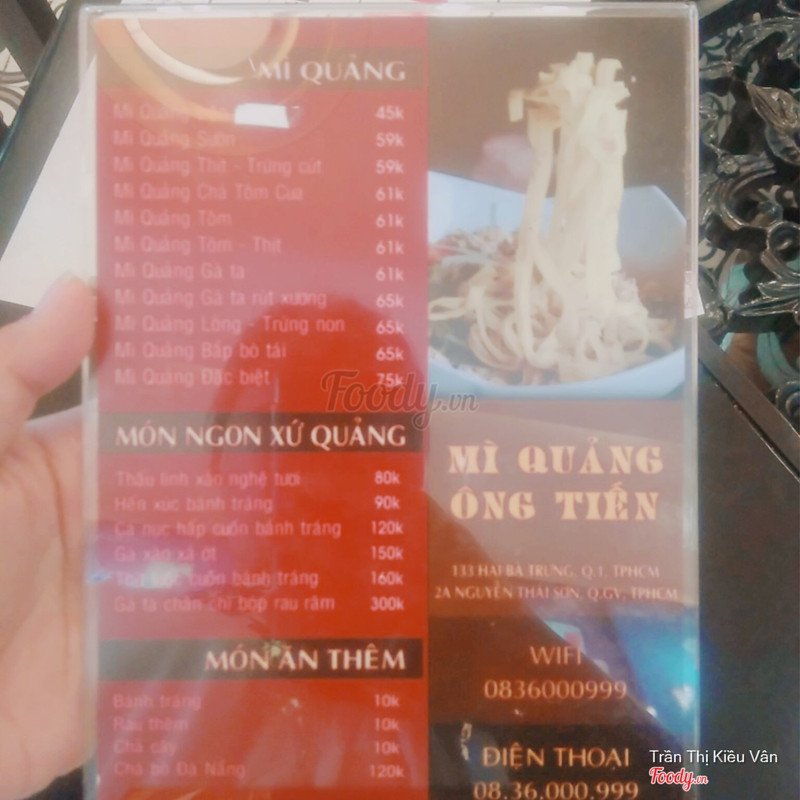 MÌ QUẢNG
Mì Quảng 45k
Mì Quảng Sườn 59k
Mì Quảng Thịt - Trứng cút 59k
Mì Quảng Chả Tôm Cua 61k
Mì Quảng Tôm 61k
Mì Quảng Tôm - Thịt 61k
Mì Quảng Gà ta 61k
Mì Quảng Gà ta rút xương 65k
Mì Quảng Lòng - Trứng non 65k
Mì Quảng Bắp bò tái 65k
Mì Quảng Đặc biệt 75k
MÓN NGON XỨ QUẢNG
Thấu linh xào nghệ tươi 80k
Hến xúc bánh tráng 90k
Cá nục hấp cuốn bánh tráng 120k
Gà xào xả ớt 150k
cuốn bánh tráng 160k
Gà ta chặn chỉ bóp rau răm 300k
MÓN ĂN THÊM
Bánh tráng 10k
Rau thêm 10k
Chả cây 10k
Chả bò Đà Nẵng 120k
MÌ QUẢNG
ÔNG TIẾN
133 HAI BÀ TRƯNG, Q.1, TPHCM
2A NGUYỄN THÁI SƠN, Q.GV, TPHCM
WIFI
0836000999
ĐIỆN THOẠI
08.36.000.999
Foody.vn
Trần Thị Kiều Vân
Foody.vn